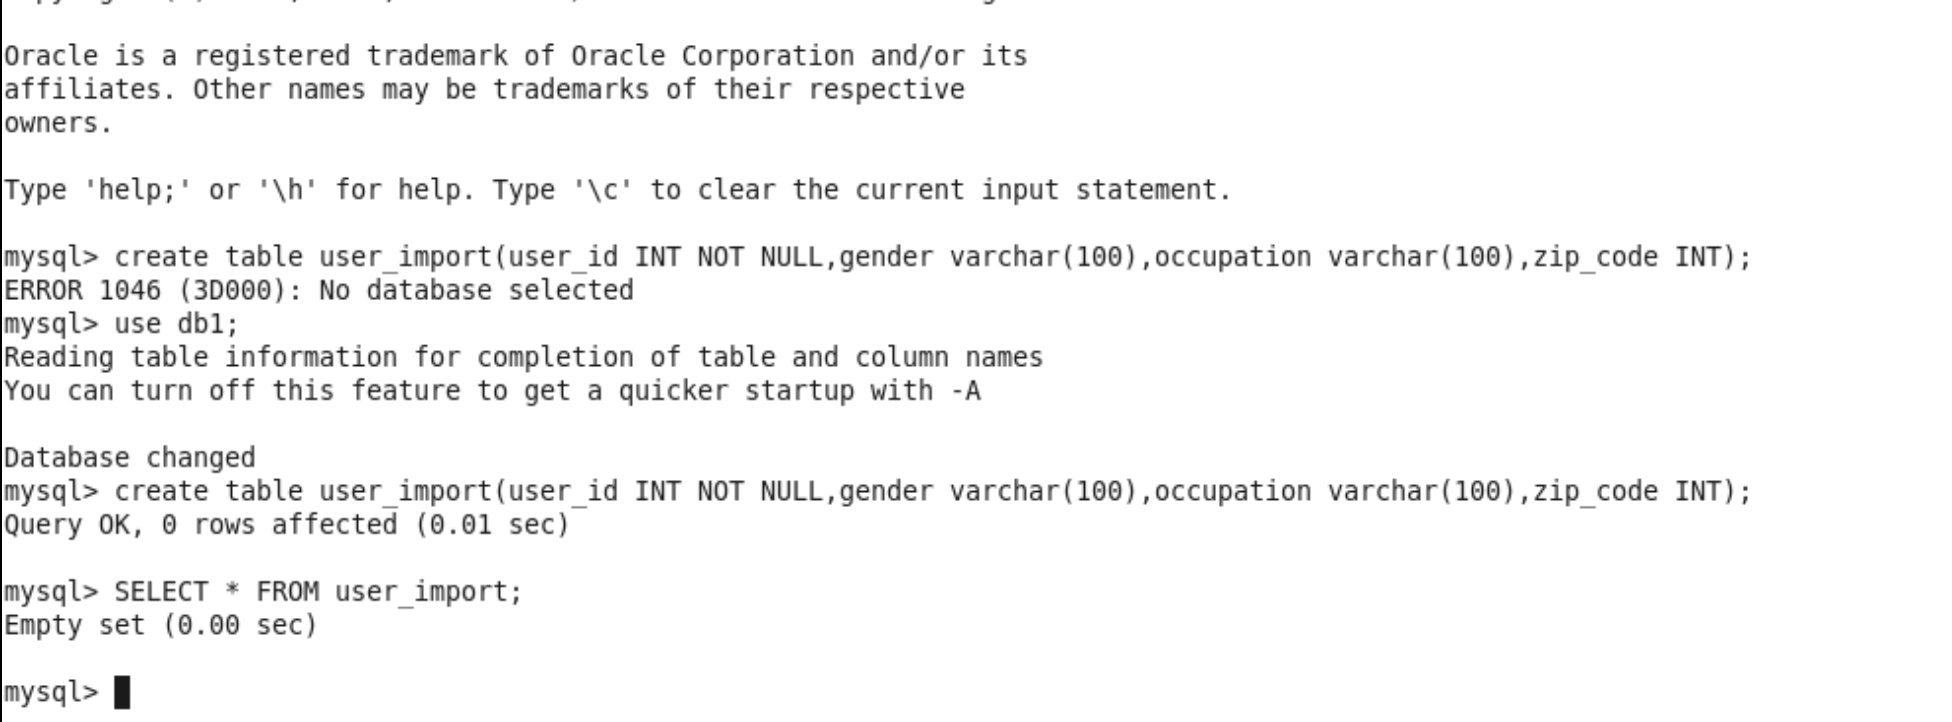 Oracle is a registered trademark of Oracle Corporation and/or its
affiliates. Other names may be trademarks of their respective
owners.
Type 'help;' or '\h' for help. Type '\c' to clear the current input statement.
mysql> create table user_import(user_id INT NOT NULL,gender varchar(100),occupation varchar(100),zip_code INT);
ERROR 1046 (3D000): No database selected
mysql> use db1;
Reading table information for completion of table and column names
You can turn off this feature to get a quicker startup with -A
Database changed
mysql> create table user_import(user_id INT NOT NULL,gender varchar(100),occupation varchar(100),zip_code INT);
Query OK, 0 rows affected (0.01 sec)
mysql> SELECT * FROM user_import;
Empty set (0.00 sec)
mysql>